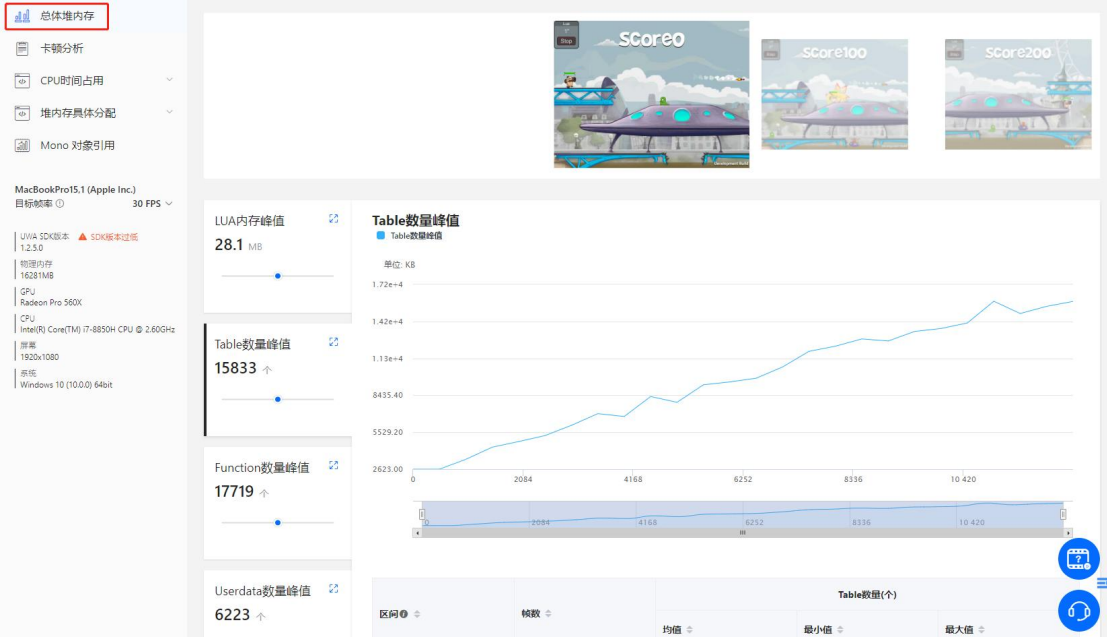 总体堆内存
卡顿分析
CPU时间占用
堆内存具体分配
Mono 对象引用
MacBookPro15,1 (Apple Inc.)
目标帧率
30 FPS
UWA SDK版本
SDK版本过低
1.2.5.0
物理内存
16281MB
GPU
Radeon Pro 560X
CPU
Intel(R) Core(TM) i7-8850H CPU @ 2.60GHz
屏幕
1920x1080
系统
Windows 10 (10.0.0) 64bit
Stop
Score0
Score100
Score200
LUA内存峰值
28.1 MB
Table数量峰值
15833 个
Function数量峰值
17719 个
Userdata数量峰值
6223 个
Table数量峰值
Table数量峰值
单位: KB
1.72e+4
1.42e+4
1.13e+4
8435.40
5529.20
2623.00
0 2084 4168 6252 8336 10 420
0 2084 4168 6252 8336 10 420
区间
帧数
Table数量(个)
均值
最小值
最大值